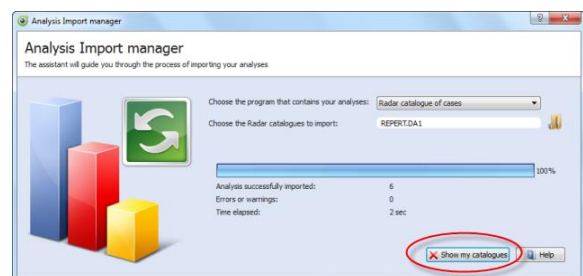 Analysis Import manager
Analysis Import manager
The assistant will guide you through the process of importing your analyses
Choose the program that contains your analyses: Radar catalogue of cases
Choose the Radar catalogues to import: REPERT.DA1
100%
Analysis successfully imported: 6
Errors or warnings: 0
Time elapsed: 2 sec
Show my catalogues Help